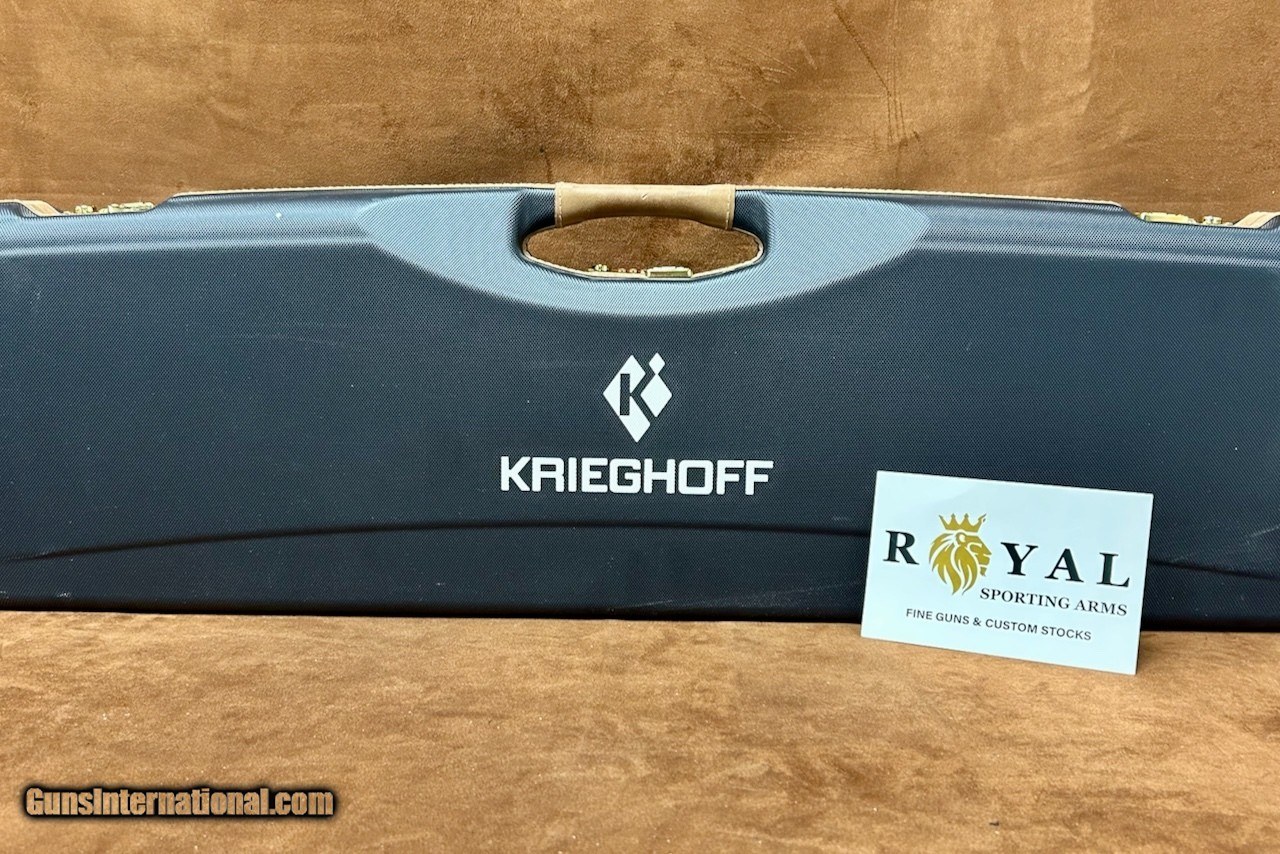 K
KRIEGHOFF
ROYAL
SPORTING ARMS
FINE GUNS & CUSTOM STOCKS
GunsInternational.com